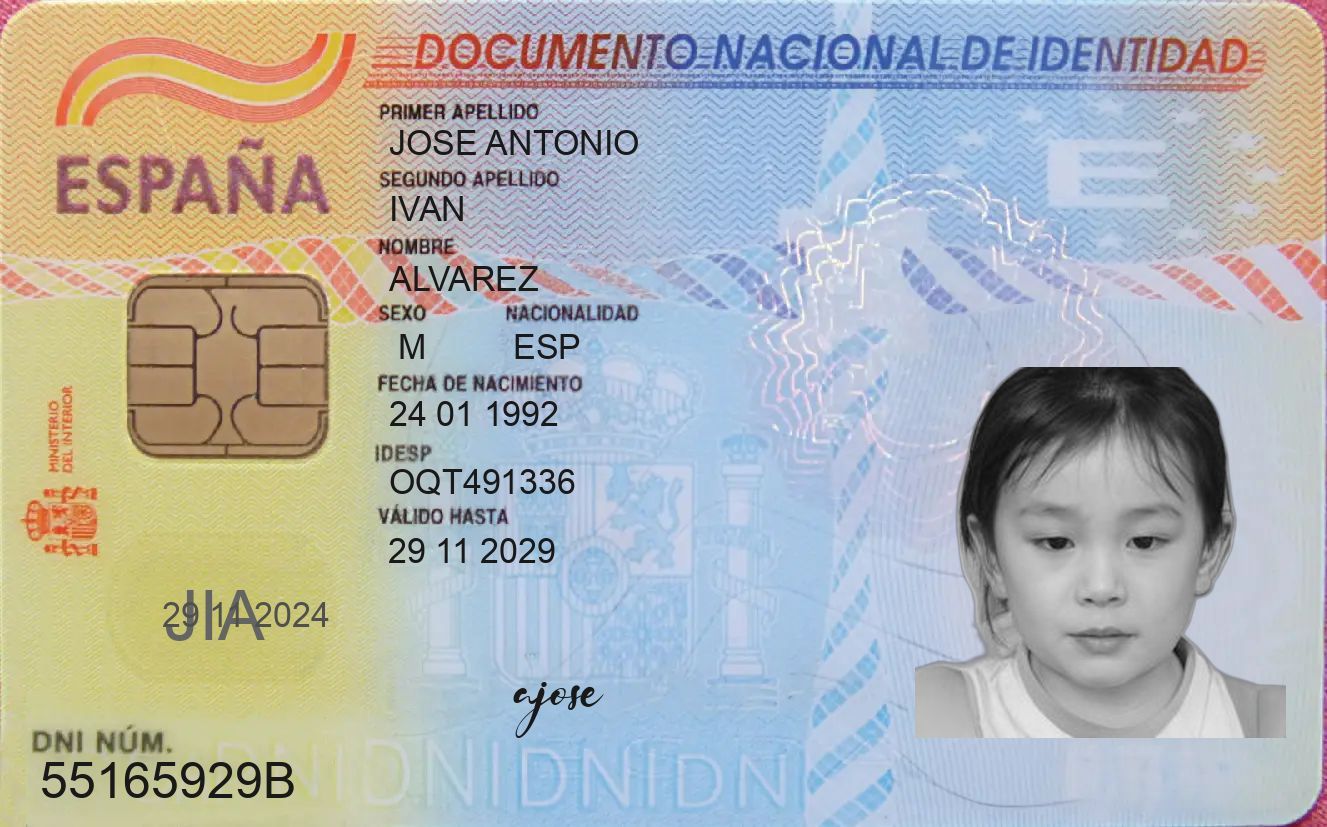 DOCUMENTO NACIONAL DE IDENTIDAD
ESPAÑA
PRIMER APELLIDO
JOSE ANTONIO
SEGUNDO APELLIDO
IVAN
NOMBRE
ALVAREZ
SEXO NACIONALIDAD
M ESP
FECHA DE NACIMIENTO
24 01 1992
IDESP
OQT491336
VÁLIDO HASTA
29 11 2029
MINISTERIO
DEL INTERIOR
E
29 11 2024
JIA
ajose
DNI NÚM.
55165929B
DNIDNIDNIDNI